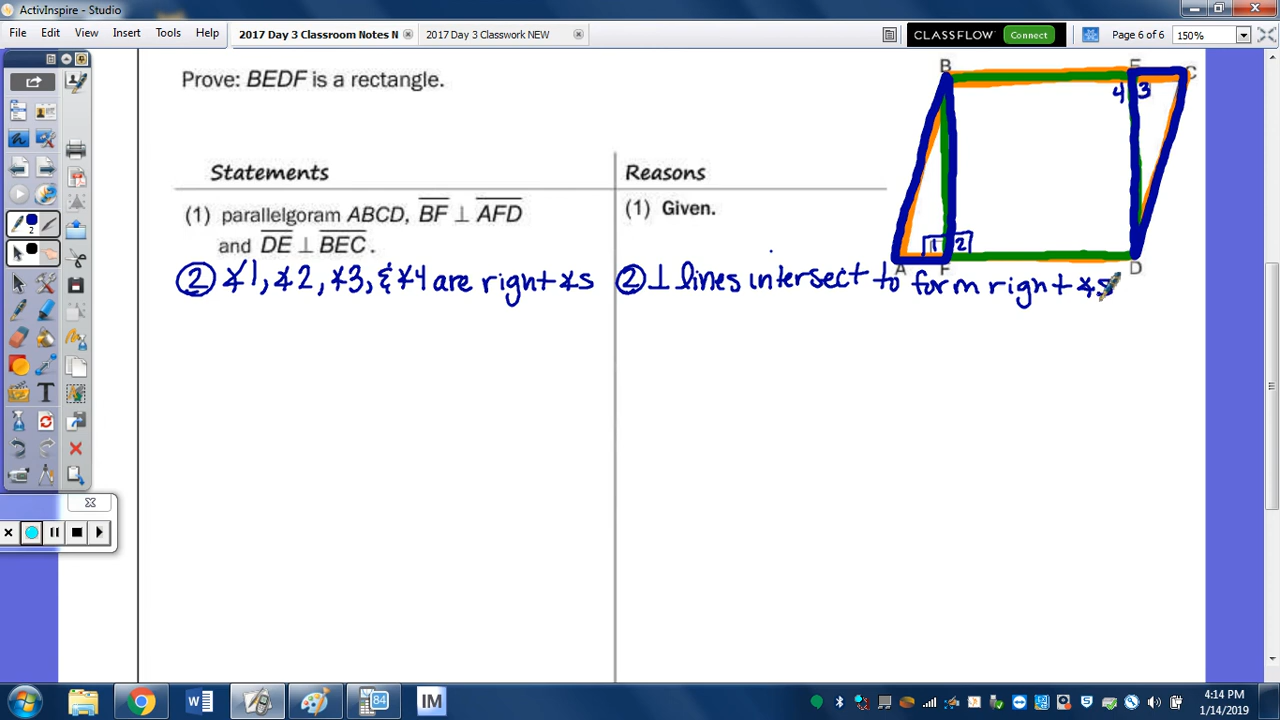 ActivInspire - Studio
File Edit View Insert Tools Help
2017 Day 3 Classroom Notes N
2017 Day 3 Classwork NEW
CLASSFLOW Connect
Page 6 of 6
150%
Prove: BEDF is a rectangle.
B E C
4 3
Statements Reasons
(1) parallelgoram ABCD, BF ⊥ AFD
and DE ⊥ BEC.
(1) Given.
1 2
A F D
② ∡1, ∡2, ∡3, & ∡4 are right ∡s
② ⊥ lines intersect to form right ∡s
2
84
IM
4:14 PM
1/14/2019